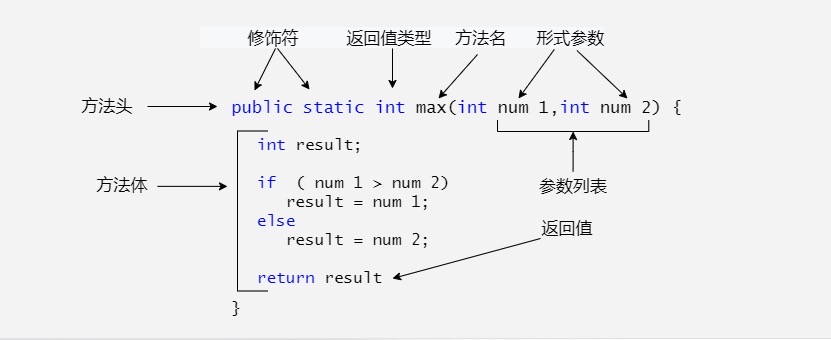 修饰符 返回值类型 方法名 形式参数
方法头 public static int max(int num 1,int num 2) {
int result;
方法体 if ( num 1 > num 2) 参数列表
result = num 1;
else 返回值
result = num 2;
return result
}